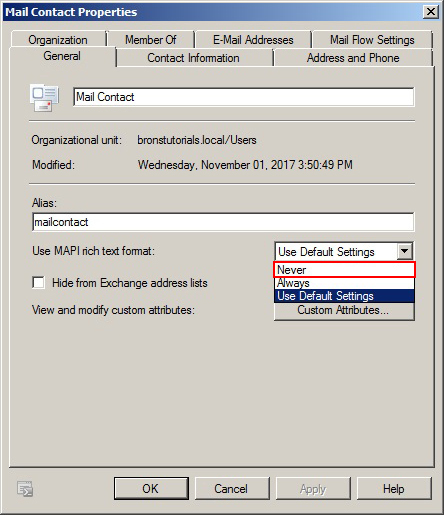 Mail Contact Properties
Organization Member Of E-Mail Addresses Mail Flow Settings
General Contact Information Address and Phone
Mail Contact
Organizational unit: bronstutorials.local/Users
Modified: Wednesday, November 01, 2017 3:50:49 PM
Alias:
mailcontact
Use MAPI rich text format: Use Default Settings
Never
Hide from Exchange address lists Always
Use Default Settings
View and modify custom attributes: Custom Attributes...
OK Cancel Apply Help